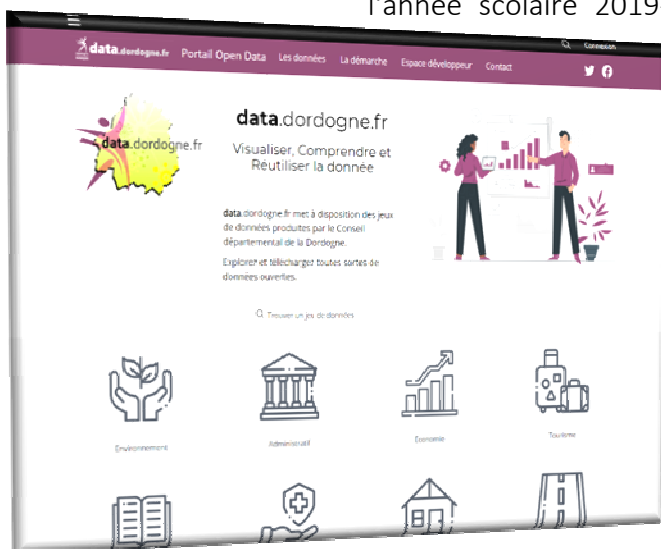 l'année scolaire 2019
Connexion
data.dordogne.fr Portail Open Data Les données La démarche Espace développeur Contact
data.dordogne.fr
data.dordogne.fr
Visualiser, Comprendre et
Réutiliser la donnée
data.dordogne.fr met à disposition des jeux
de données produites par le Conseil
départemental de la Dordogne.
Explorer et télécharger toutes sortes de
données ouvertes.
Trouver un jeu de données
Environnement Administratif Economie Tourisme